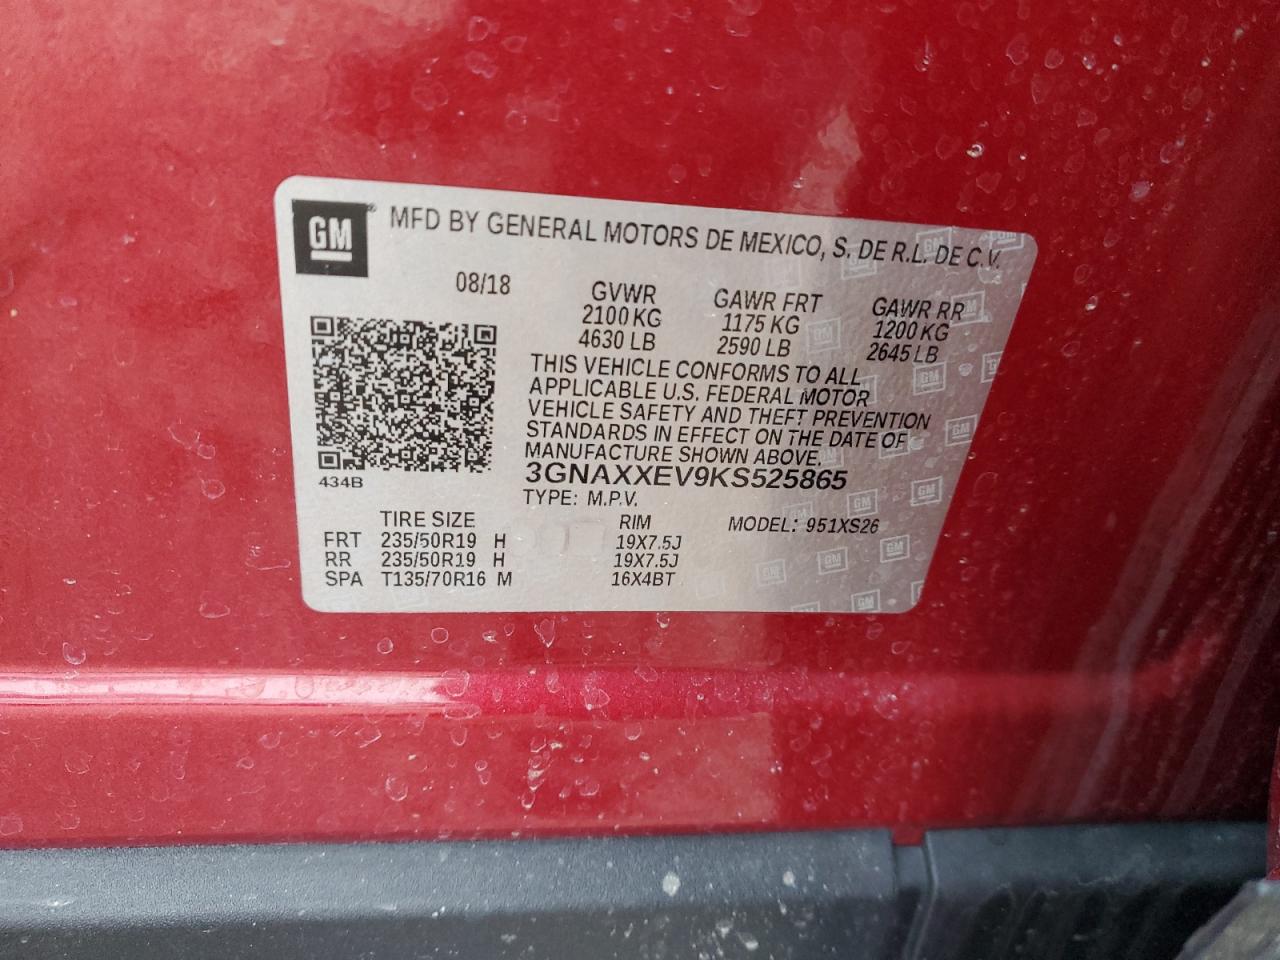 GM
MFD BY GENERAL MOTORS DE MEXICO, S. DE R.L. DE C.V.
08/18
GVWR GAWR FRT GAWR RR
2100 KG 1175 KG 1200 KG
4630 LB 2590 LB 2645 LB
THIS VEHICLE CONFORMS TO ALL
APPLICABLE U.S. FEDERAL MOTOR
VEHICLE SAFETY AND THEFT PREVENTION
STANDARDS IN EFFECT ON THE DATE OF
MANUFACTURE SHOWN ABOVE.
3GNAXXEV9KS525865
434B
TYPE: M.P.V.
TIRE SIZE RIM MODEL: 951XS26
FRT 235/50R19 H 19X7.5J
RR 235/50R19 H 19X7.5J
SPA T135/70R16 M 16X4BT